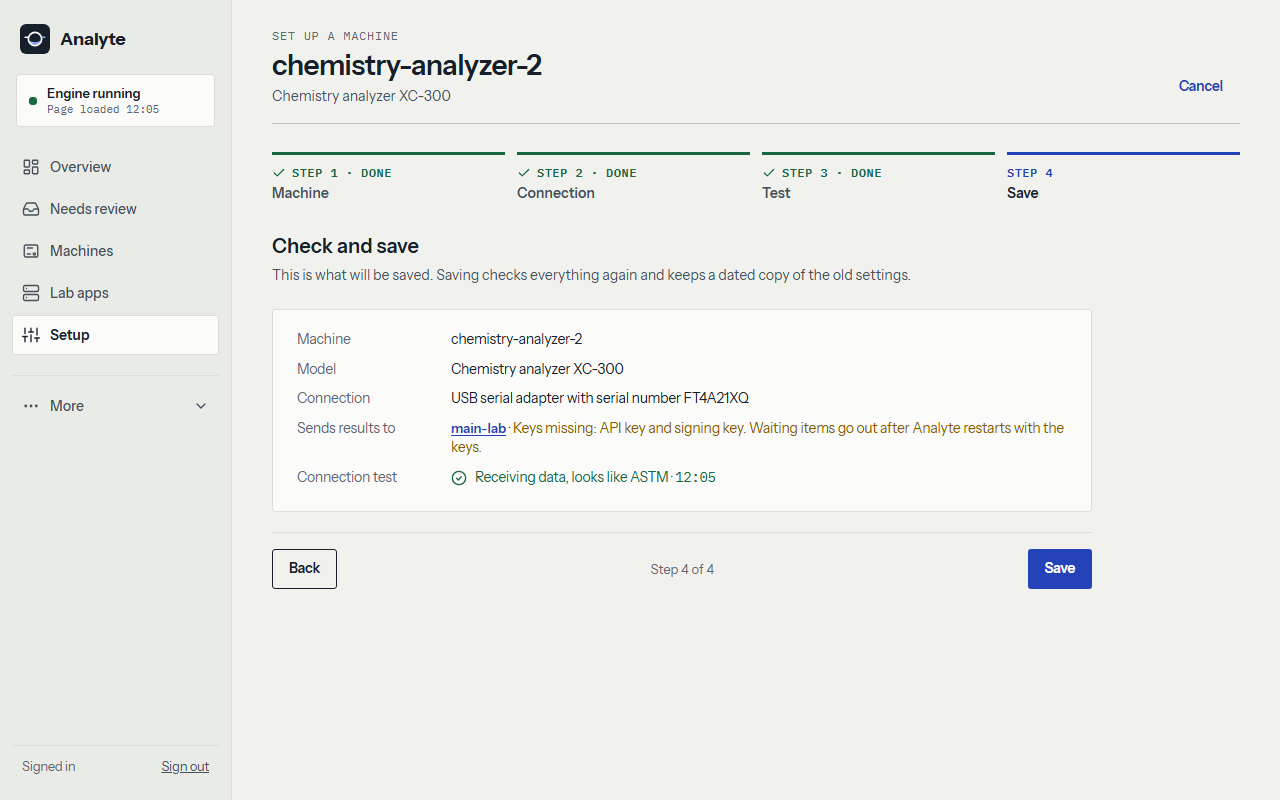 Analyte
Engine running
Page loaded 12:05
Overview
Needs review
Machines
Lab apps
Setup
More
Signed in
Sign out
SET UP A MACHINE
chemistry-analyzer-2
Chemistry analyzer XC-300
Cancel
STEP 1 · DONE
Machine
STEP 2 · DONE
Connection
STEP 3 · DONE
Test
STEP 4
Save
Check and save
This is what will be saved. Saving checks everything again and keeps a dated copy of the old settings.
Machine chemistry-analyzer-2
Model Chemistry analyzer XC-300
Connection USB serial adapter with serial number FT4A21XQ
Sends results to main-lab · Keys missing: API key and signing key. Waiting items go out after Analyte restarts with the
keys.
Connection test Receiving data, looks like ASTM · 12:05
Back
Step 4 of 4
Save